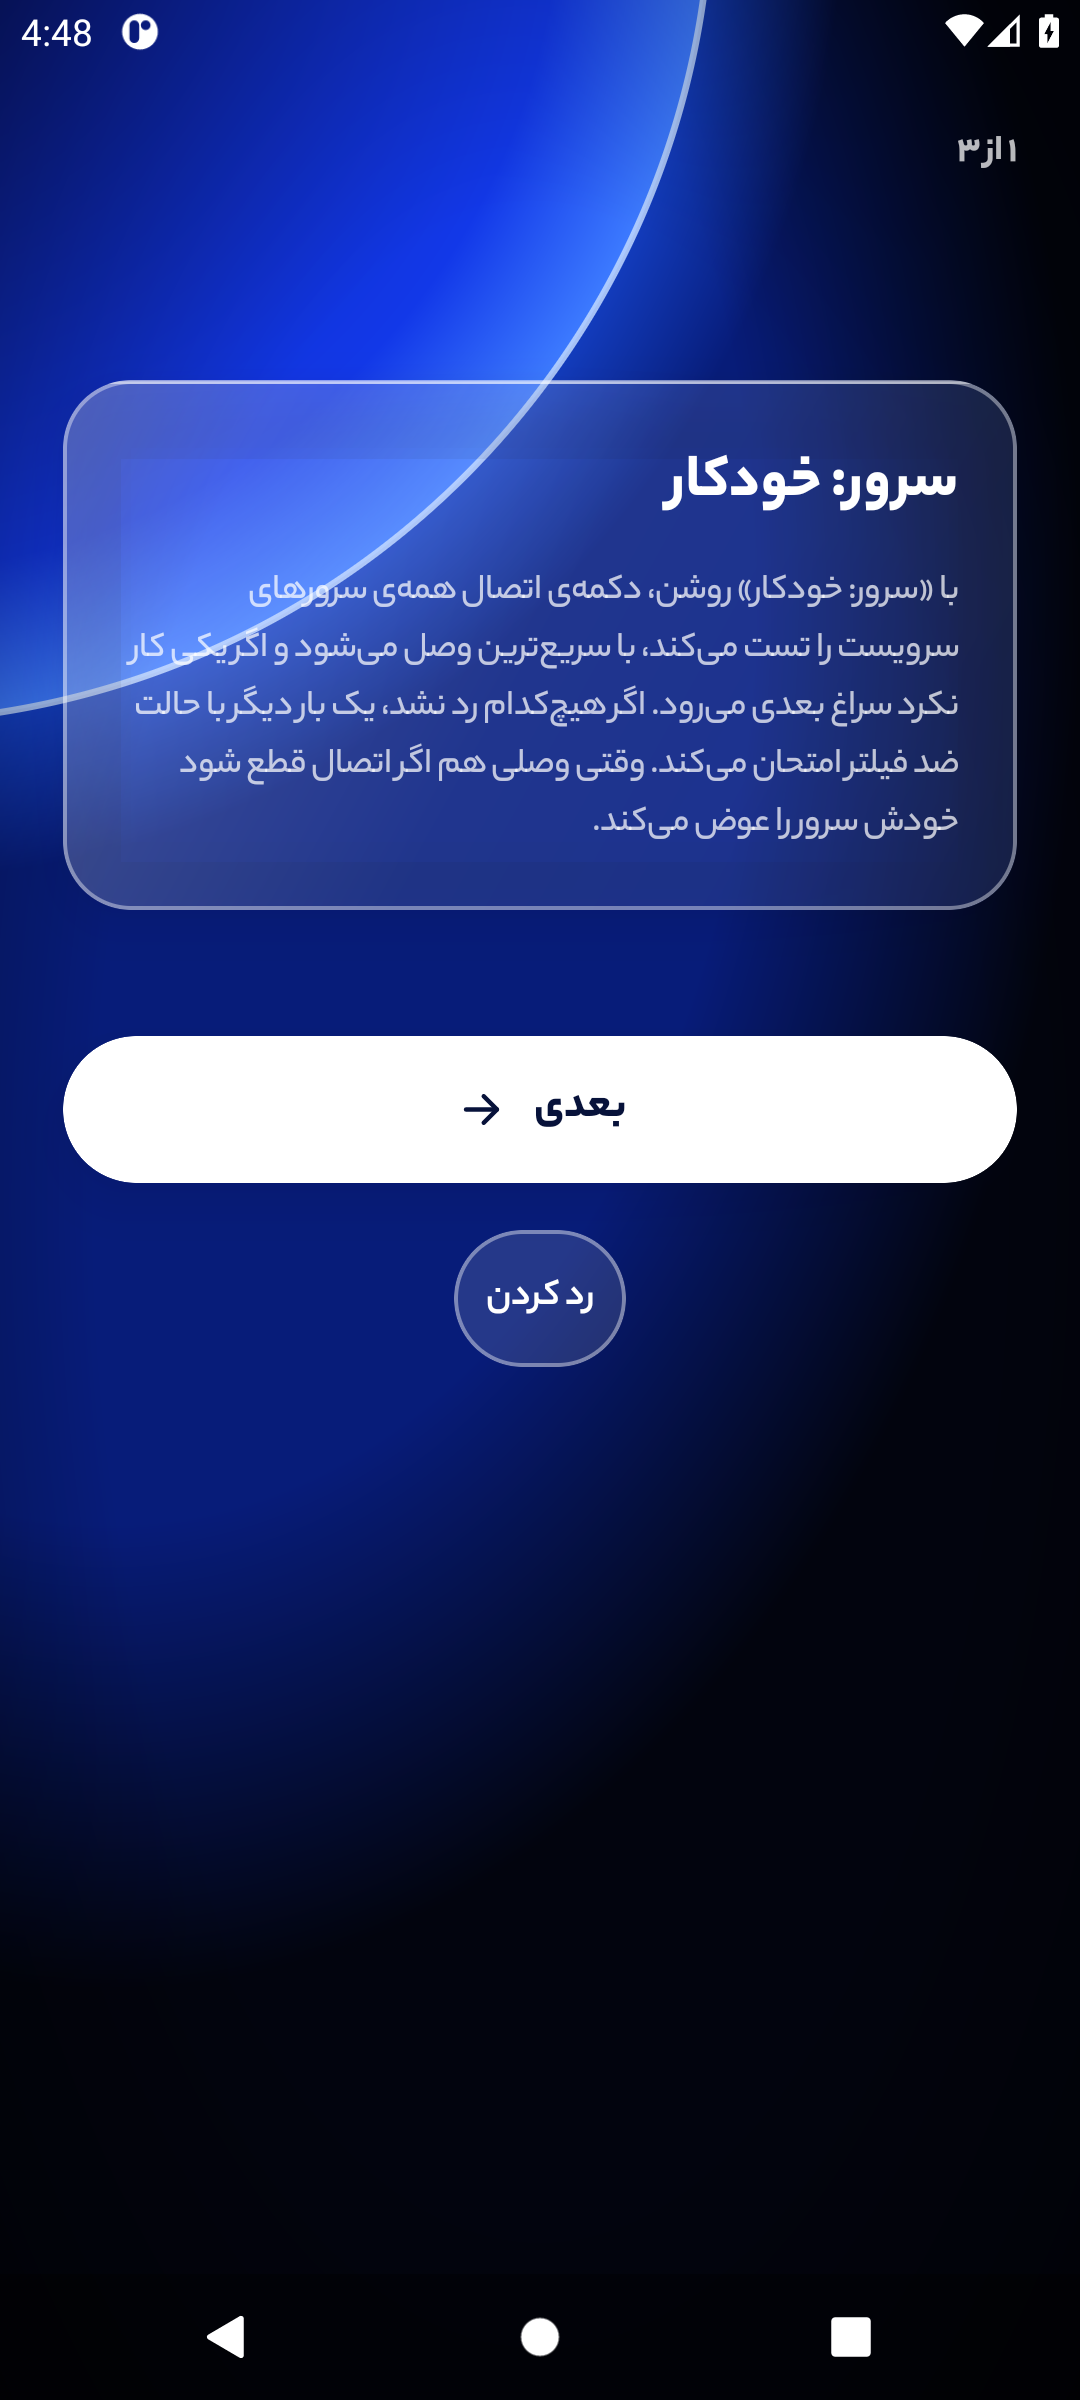 4:48
۱ از ۳
سرور: خودکار
با «سرور: خودکار» روشن، دکمه‌ی اتصال همه‌ی سرورهای
سرویست را تست می‌کند، با سریع‌ترین وصل می‌شود و اگر یکی کار
نکرد سراغ بعدی می‌رود. اگر هیچ‌کدام رد نشد، یک بار دیگر با حالت
ضد فیلتر امتحان می‌کند. وقتی وصلی هم اگر اتصال قطع شود
خودش سرور را عوض می‌کند.
بعدی
رد کردن